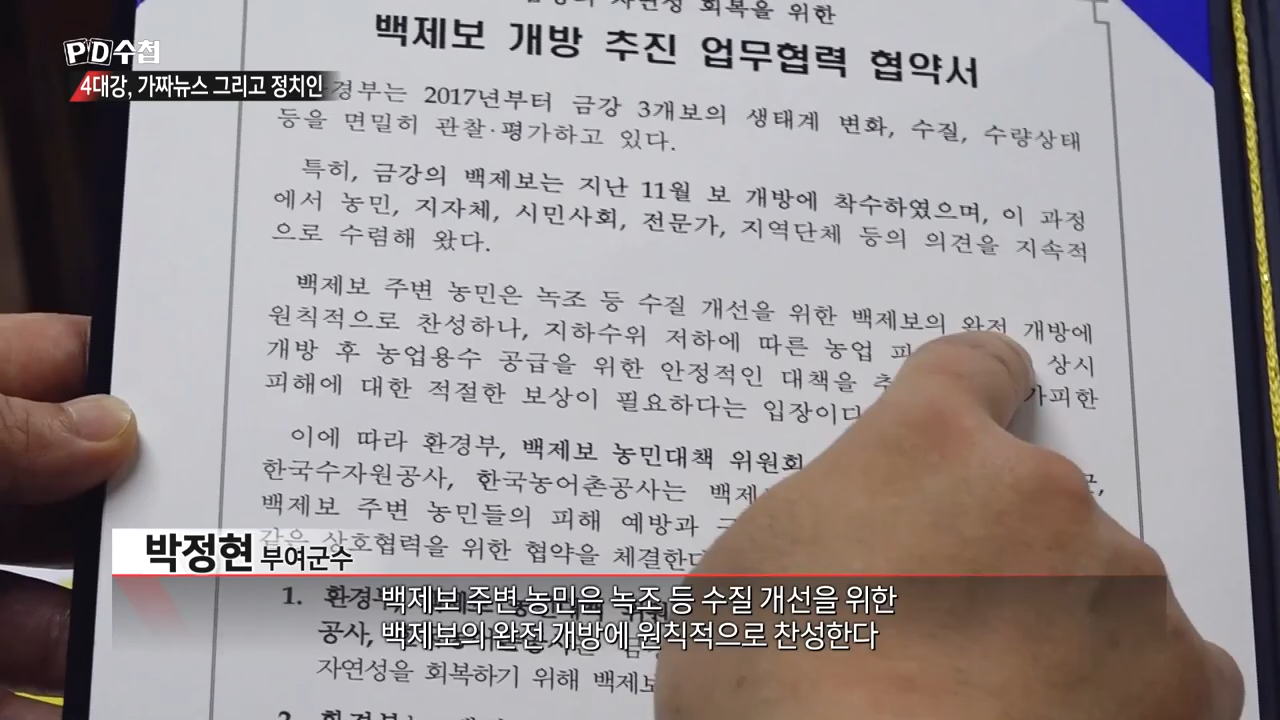 자연성 회복을 위한
백제보 개방 추진 업무협력 협약서
PD수첩
4대강, 가짜뉴스 그리고 정치인
경부는 2017년부터 금강 3개보의 생태계 변화, 수질, 수량상태
등을 면밀히 관찰·평가하고 있다.
특히, 금강의 백제보는 지난 11월 보 개방에 착수하였으며, 이 과정
에서 농민, 지자체, 시민사회, 전문가, 지역단체 등의 의견을 지속적
으로 수렴해 왔다.
백제보 주변 농민은 녹조 등 수질 개선을 위한 백제보의 완전 개방에
원칙적으로 찬성하나, 지하수위 저하에 따른 농업 피 상시
개방 후 농업용수 공급을 위한 안정적인 대책을 추 가피한
피해에 대한 적절한 보상이 필요하다는 입장이다
이에 따라 환경부, 백제보 농민대책 위원회
한국수자원공사, 한국농어촌공사는 백제
백제보 주변 농민들의 피해 예방과
같은 상호협력을 위한 협약을 체결한다
박정현 부여군수
1. 환경
백제보 주변 농민은 녹조 등 수질 개선을 위한
공사,
백제보의 완전 개방에 원칙적으로 찬성한다
자연성을 회복하기 위해 백제보
2.